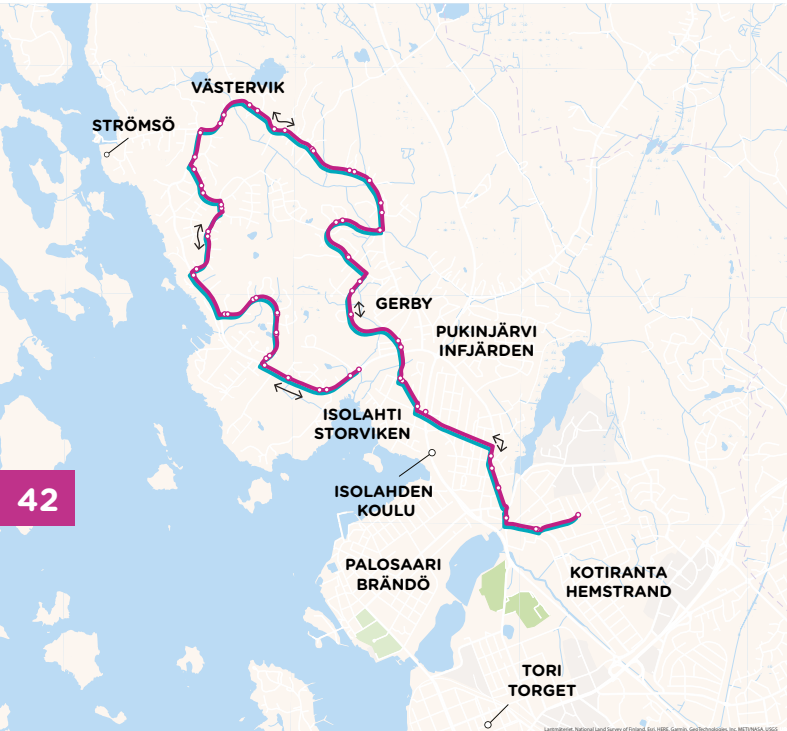 VÄSTERVIK
STRÖMSÖ
GERBY
PUKINJÄRVI
INFJÄRDEN
ISOLAHTI
STORVIKEN
ISOLAHDEN
KOULU
42
PALOSAARI
BRÄNDÖ
KOTIRANTA
HEMSTRAND
TORI
TORGET
Lantmäteriet, National Land Survey of Finland, Esri, HERE, Garmin, GeoTechnologies, Inc, METI/NASA, USGS